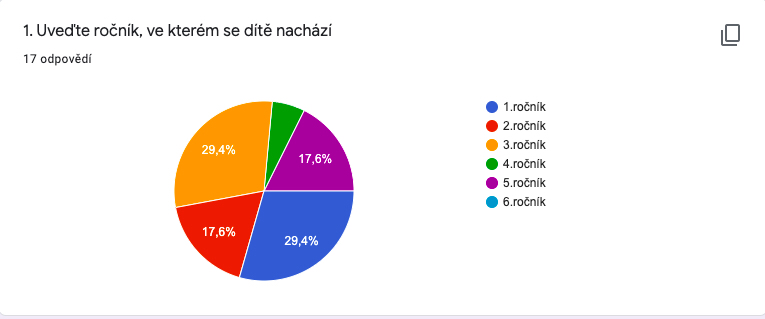 1. Uveďte ročník, ve kterém se dítě nachází
17 odpovědí
29,4%
17,6%
17,6%
29,4%
1.ročník
2.ročník
3.ročník
4.ročník
5.ročník
6.ročník